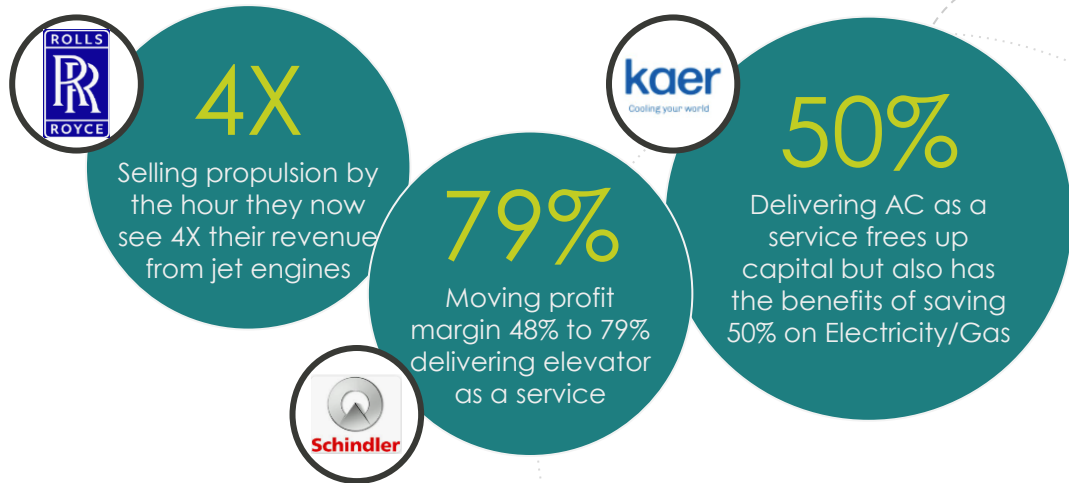 ROLLS
RR
ROYCE
4X
Selling propulsion by
the hour they now
see 4X their revenue
from jet engines
79%
Moving profit
margin 48% to 79%
delivering elevator
as a service
Schindler
kaer
Cooling your world
50%
Delivering AC as a
service frees up
capital but also has
the benefits of saving
50% on Electricity/Gas